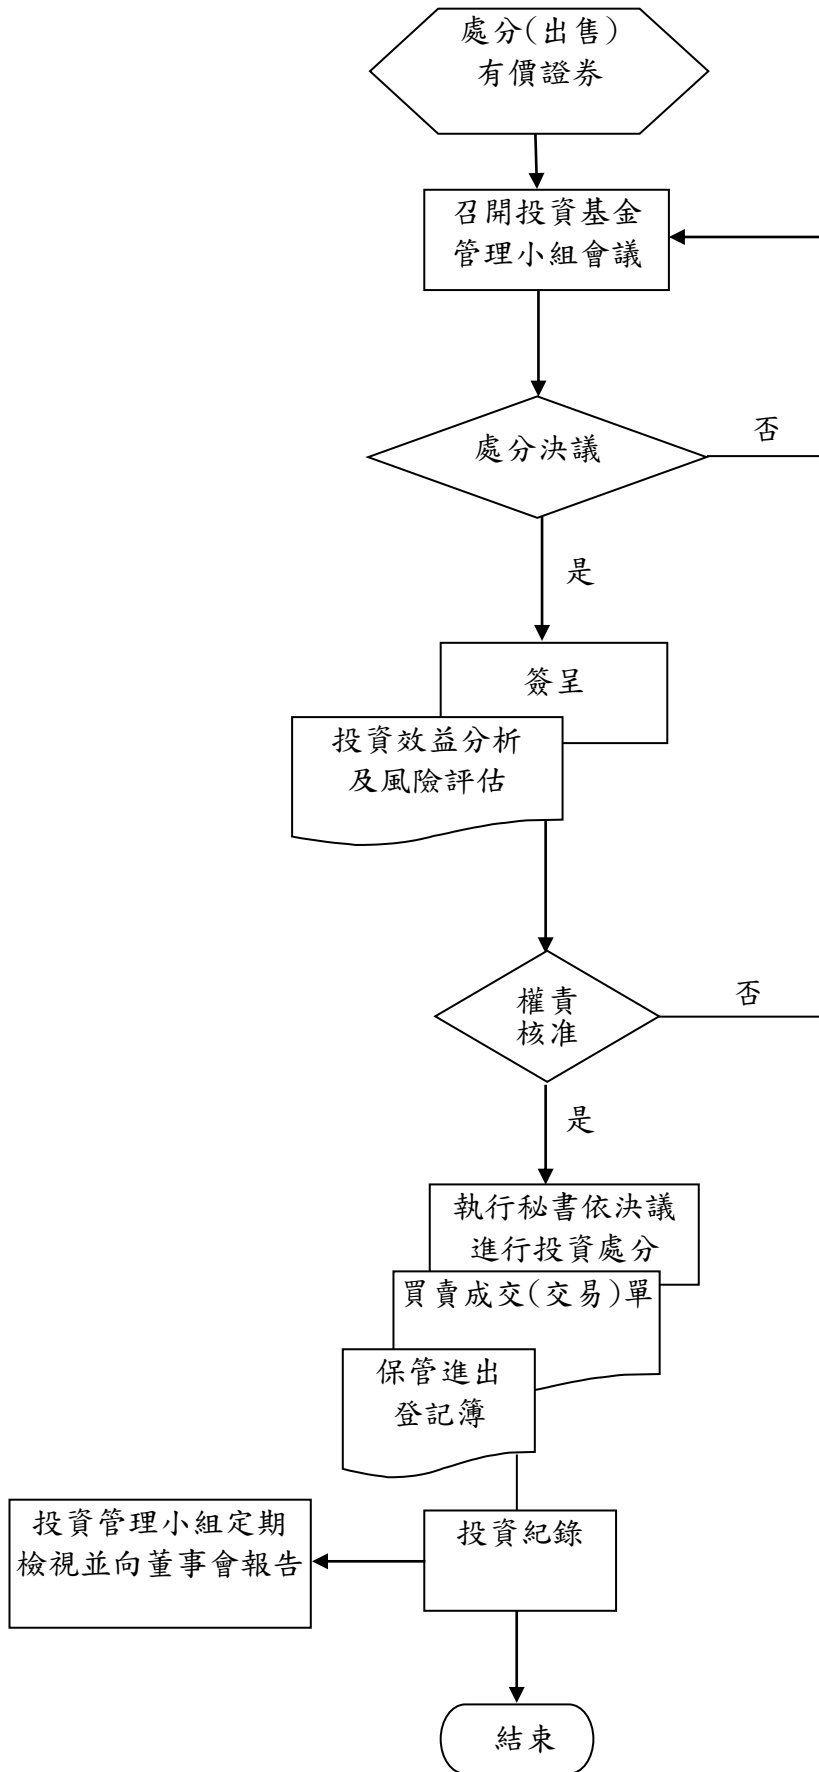 處分(出售)
有價證券
召開投資基金
管理小組會議
處分決議
否
是
簽呈
投資效益分析
及風險評估
權責
核准
否
是
執行秘書依決議
進行投資處分
買賣成交(交易)單
保管進出
登記簿
投資管理小組定期
檢視並向董事會報告
投資紀錄
結束